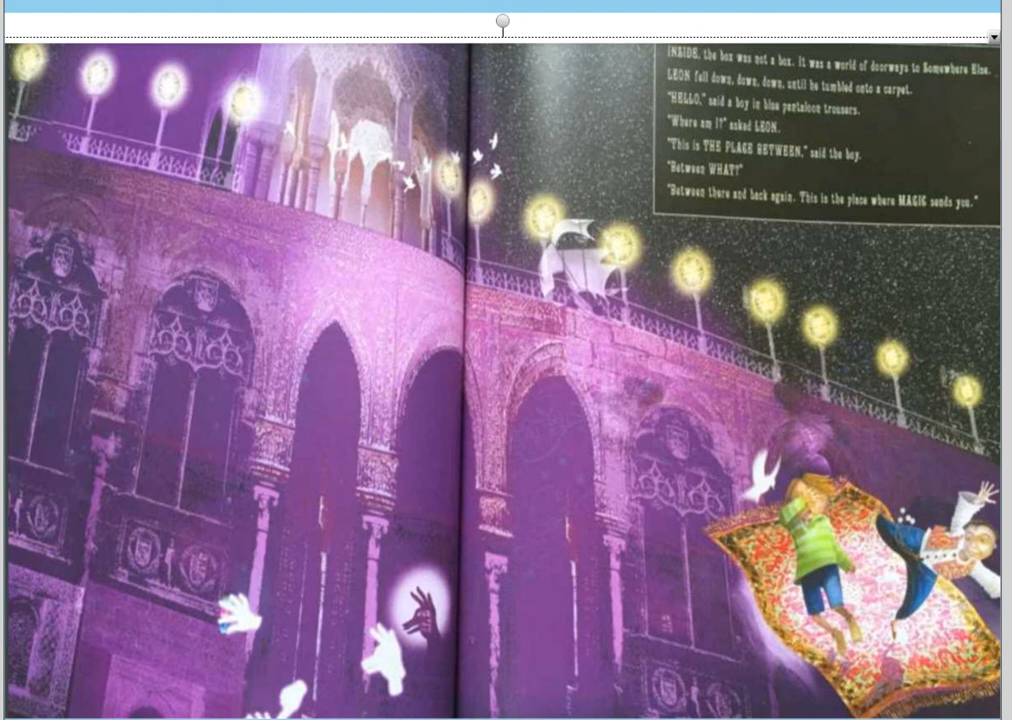 INSIDE, the box was not a box. It was a world of doorways to Somewhere Else.
LEON fell down, down, down, until he tumbled onto a carpet.
"HELLO," said a boy in blue pantaloon trousers.
"Where am I?" asked LEON.
"This is THE PLACE BETWEEN," said the boy.
"Between WHAT?"
"Between there and back again. This is the place where MAGIC sends you."